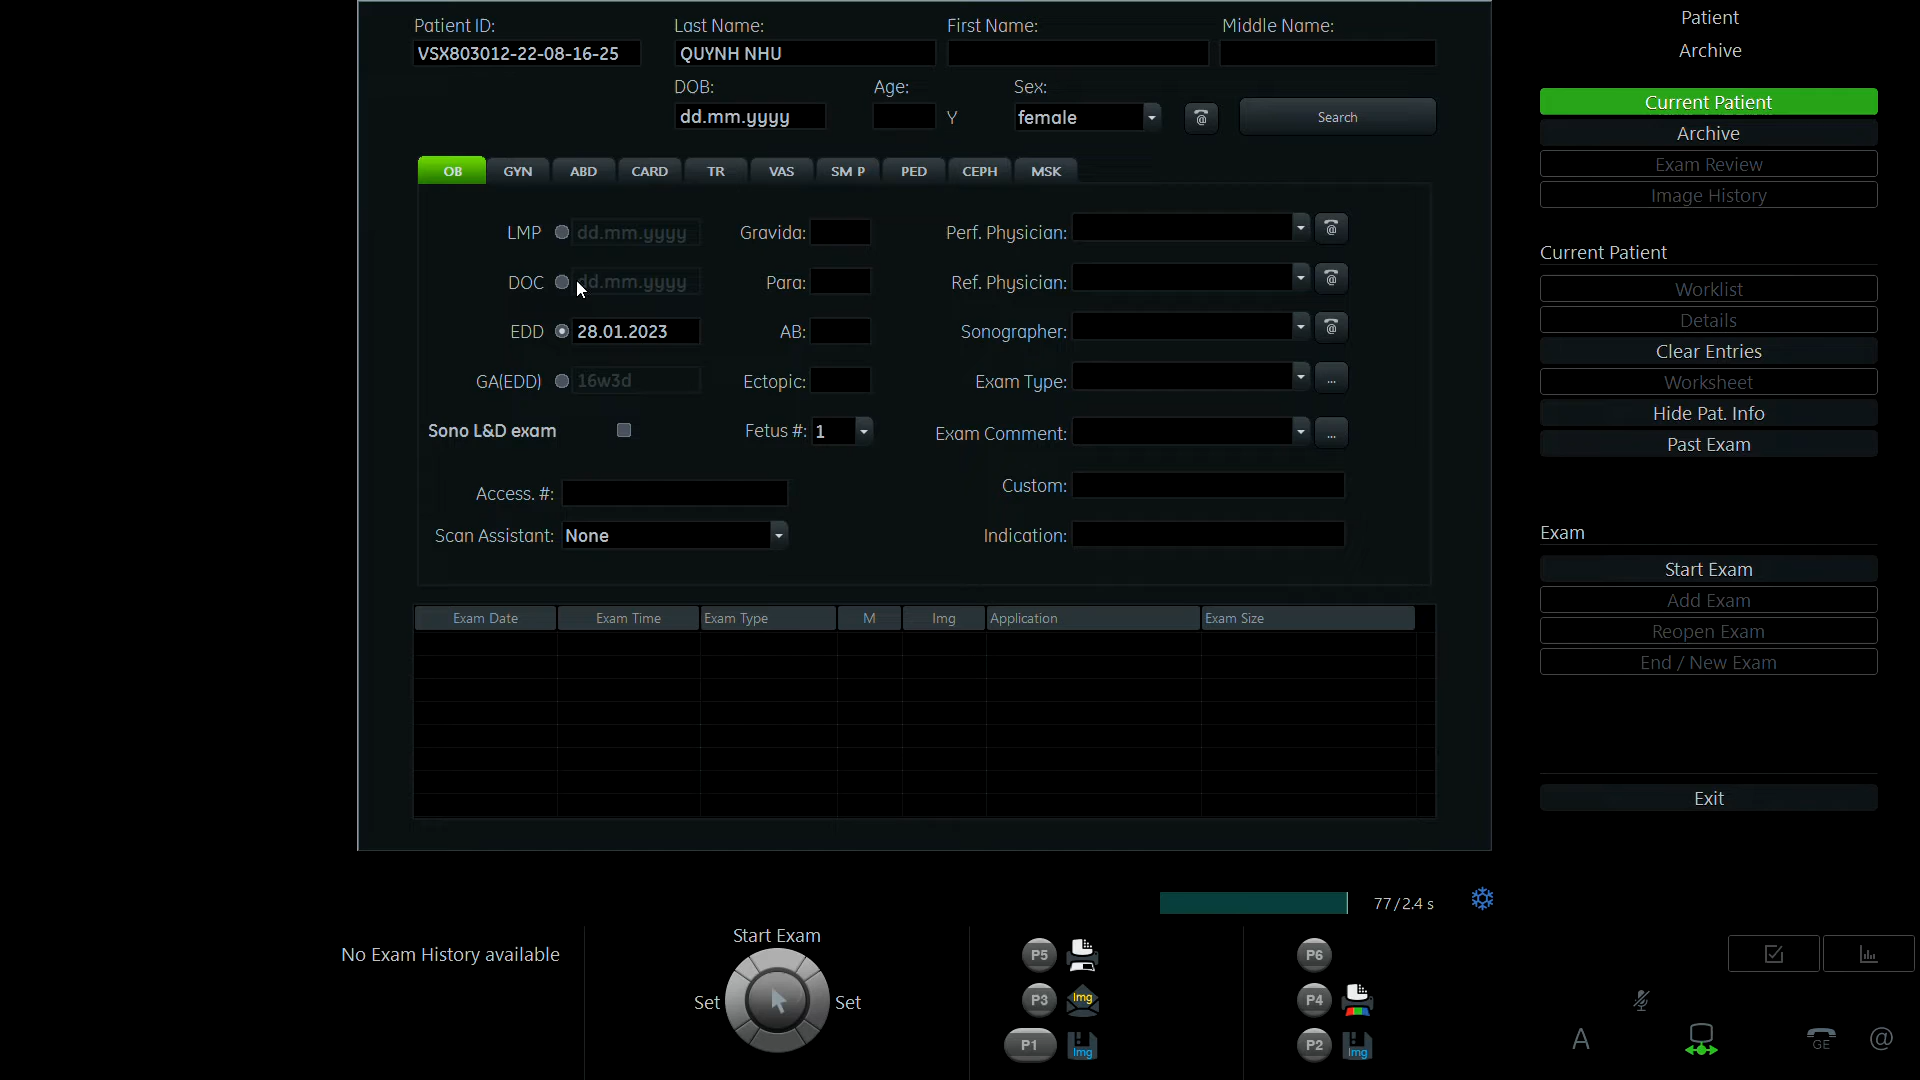 Patient ID: Last Name: First Name: Middle Name:
VSX803012-22-08-16-25 QUYNH NHU
DOB: Age: Sex:
dd.mm.yyyy Y female Search
OB GYN ABD CARD TR VAS SM P PED CEPH MSK
LMP dd.mm.yyyy Gravida: Perf. Physician:
DOC dd.mm.yyyy Para: Ref. Physician:
EDD 28.01.2023 AB: Sonographer:
GA(EDD) 16w3d Ectopic: Exam Type: ...
Sono L&D exam Fetus #: 1 Exam Comment: ...
Access. #: Custom:
Scan Assistant: None Indication:
Exam Date Exam Time Exam Type M Img Application Exam Size
Patient
Archive
Current Patient
Archive
Exam Review
Image History
Current Patient
Worklist
Details
Clear Entries
Worksheet
Hide Pat. Info
Past Exam
Exam
Start Exam
Add Exam
Reopen Exam
End / New Exam
Exit
77/2.4 s
No Exam History available
Start Exam
Set Set
P5 P6
P3 Img P4
P1 Img P2 Img
A GE @